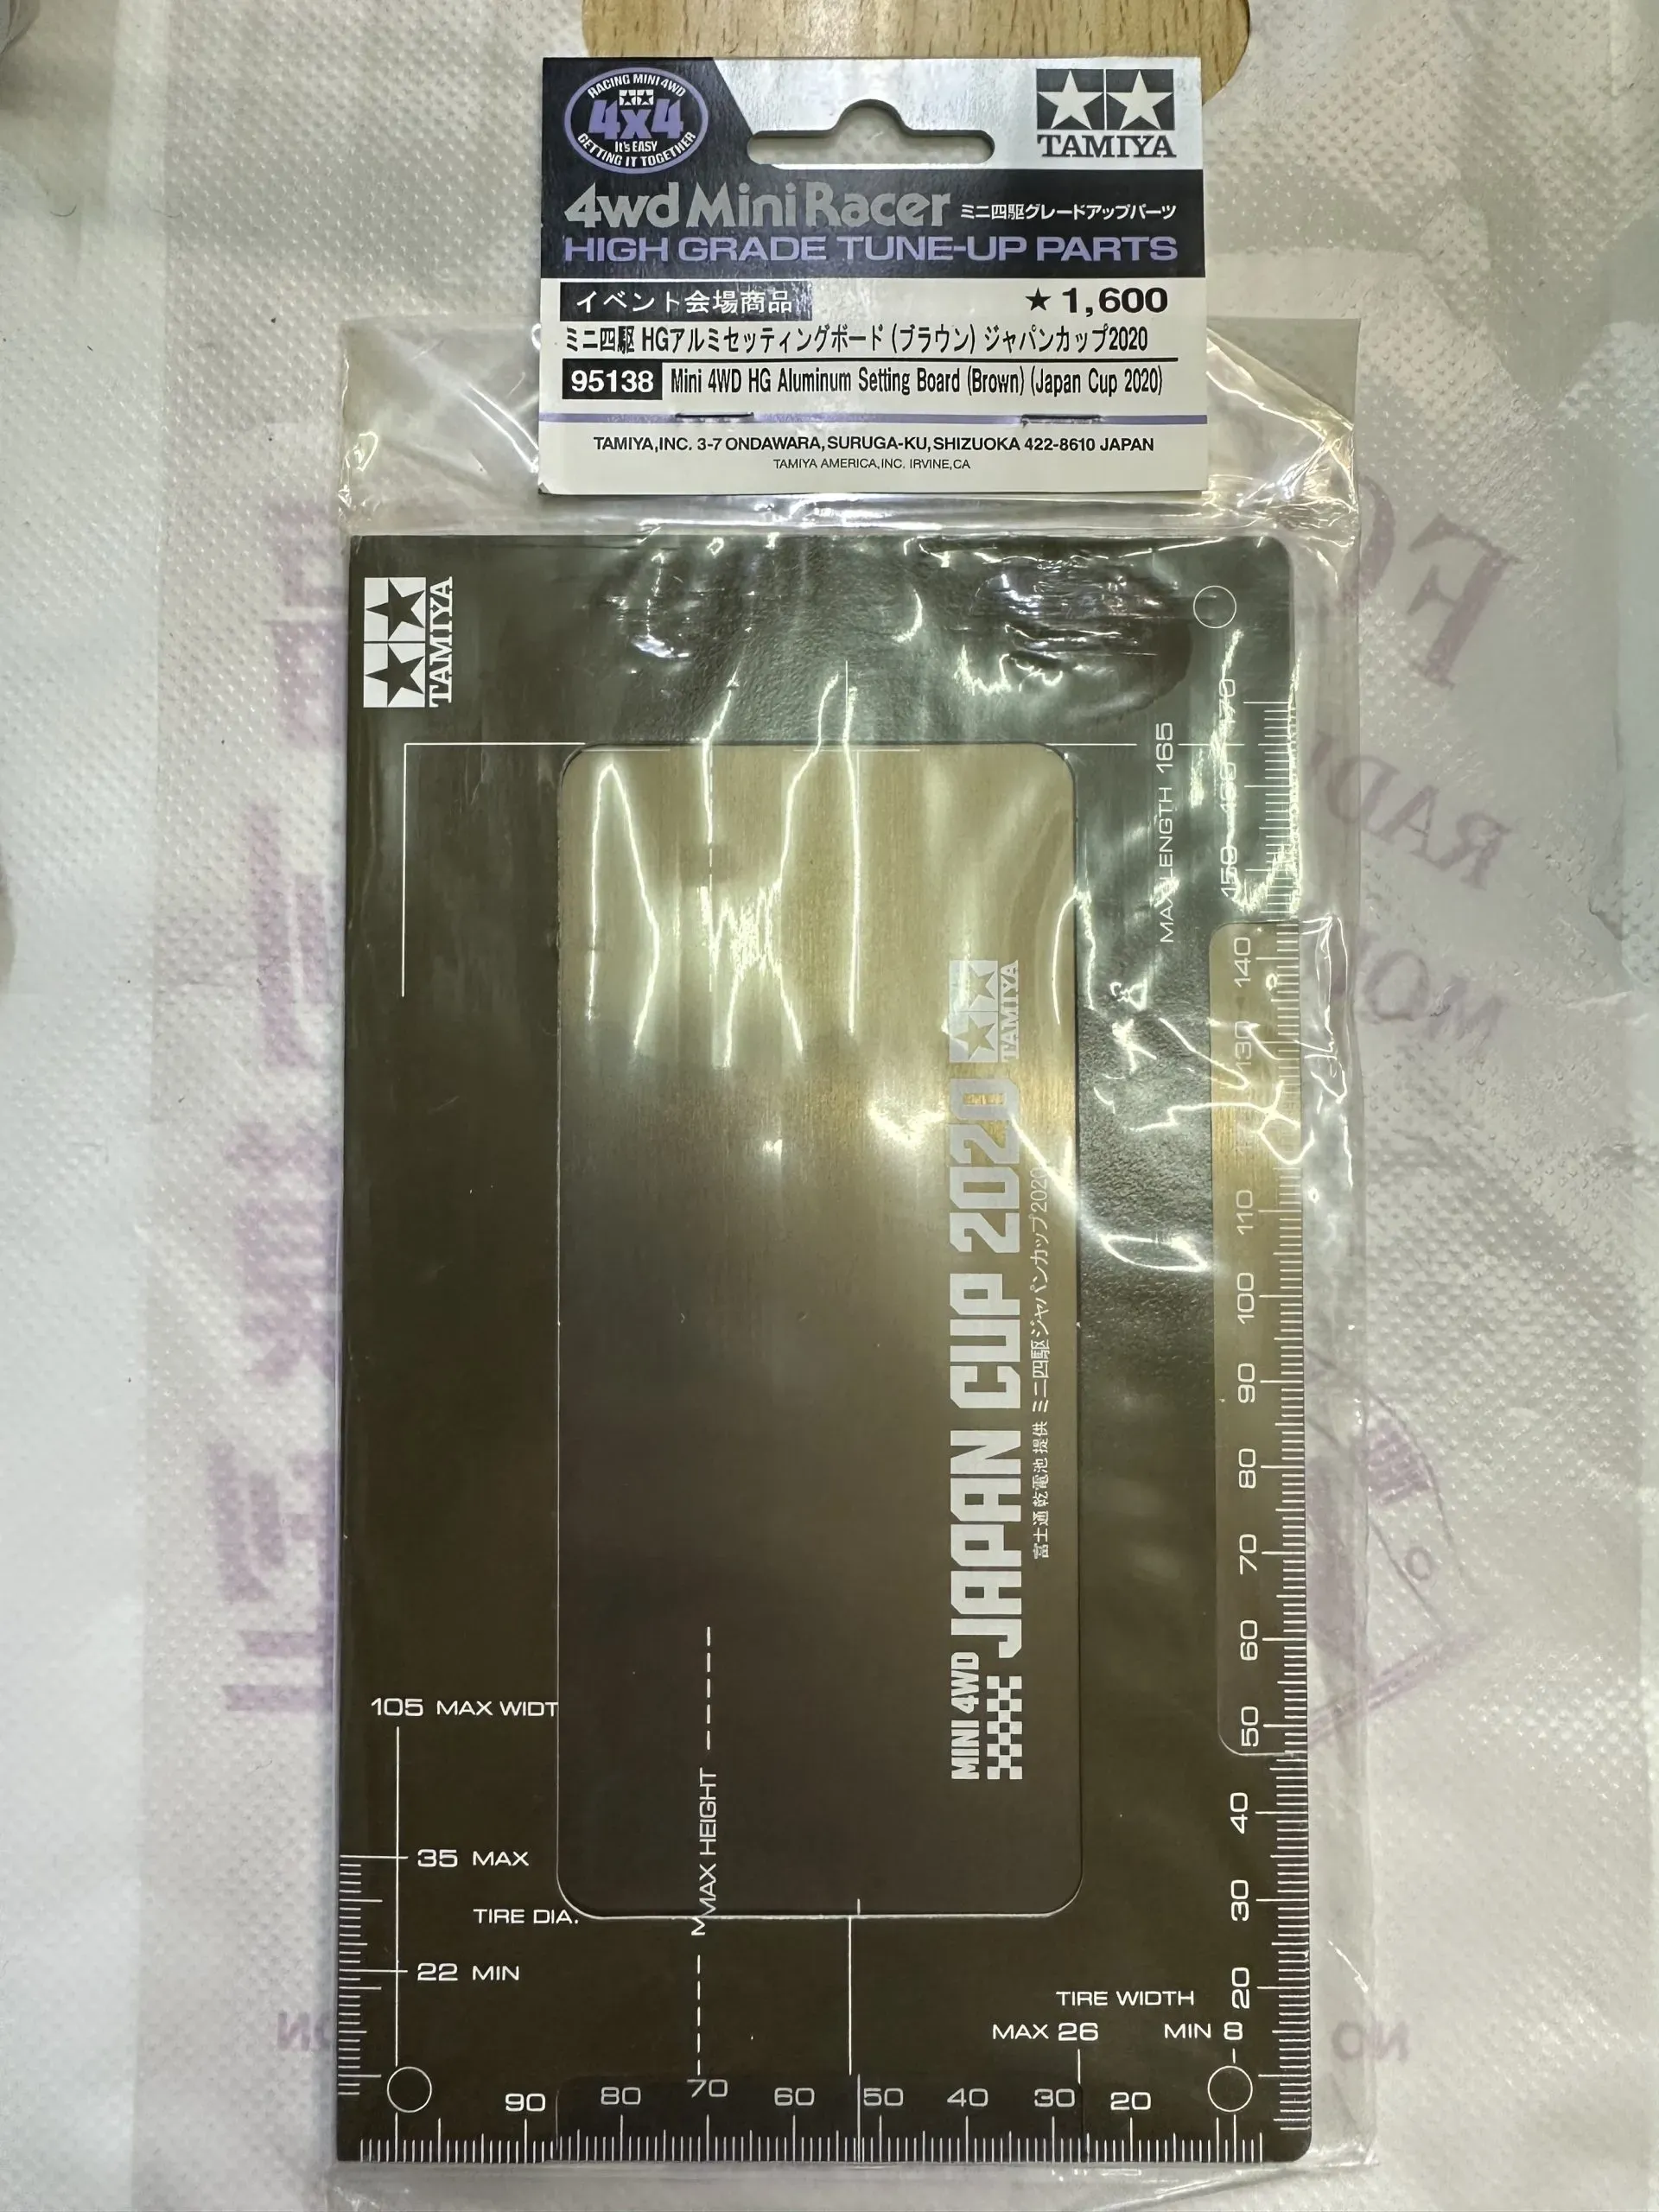 RACING MINI 4WD
4x4
It's EASY
GETTING IT TOGETHER
TAMIYA
4wd Mini Racer ミニ四駆グレードアップパーツ
HIGH GRADE TUNE-UP PARTS
イベント会場商品 ★ 1,600
ミニ四駆 HGアルミセッティングボード (ブラウン) ジャパンカップ2020
95138 Mini 4WD HG Aluminum Setting Board (Brown) (Japan Cup 2020)
TAMIYA,INC. 3-7 ONDAWARA, SURUGA-KU, SHIZUOKA 422-8610 JAPAN
TAMIYA AMERICA, INC. IRVINE, CA
TAMIYA
MAX LENGTH 165
170
160
150
140
130
110
100
90
80
70
60
50
40
30
20
TAMIYA
MINI 4WD JAPAN CUP 2020
富士通乾電池 提供 ミニ四駆ジャパンカップ2020
105 MAX WIDT
MAX HEIGHT
35 MAX
TIRE DIA.
22 MIN
TIRE WIDTH
MAX 26 MIN 8
90 80 70 60 50 40 30 20